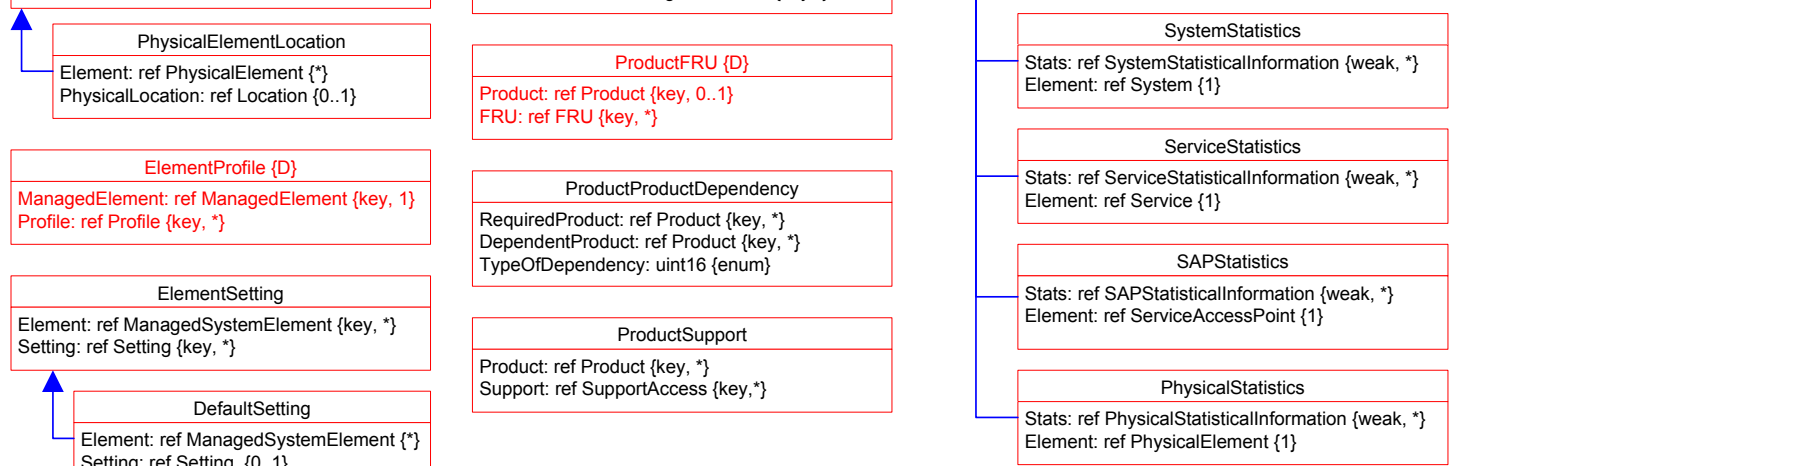 PhysicalElementLocation
Element: ref PhysicalElement {*}
PhysicalLocation: ref Location {0..1}
ElementProfile {D}
ManagedElement: ref ManagedElement {key, 1}
Profile: ref Profile {key, *}
ElementSetting
Element: ref ManagedSystemElement {key, *}
Setting: ref Setting {key, *}
DefaultSetting
Element: ref ManagedSystemElement {*}
Setting: ref Setting {0..1}
ProductFRU {D}
Product: ref Product {key, 0..1}
FRU: ref FRU {key, *}
ProductProductDependency
RequiredProduct: ref Product {key, *}
DependentProduct: ref Product {key, *}
TypeOfDependency: uint16 {enum}
ProductSupport
Product: ref Product {key, *}
Support: ref SupportAccess {key,*}
SystemStatistics
Stats: ref SystemStatisticalInformation {weak, *}
Element: ref System {1}
ServiceStatistics
Stats: ref ServiceStatisticalInformation {weak, *}
Element: ref Service {1}
SAPStatistics
Stats: ref SAPStatisticalInformation {weak, *}
Element: ref ServiceAccessPoint {1}
PhysicalStatistics
Stats: ref PhysicalStatisticalInformation {weak, *}
Element: ref PhysicalElement {1}